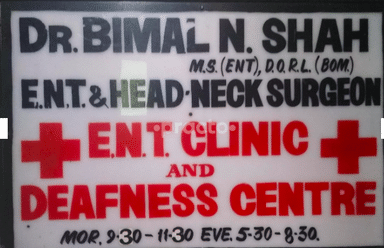 DR. BIMAL N. SHAH
M.S. (ENT), D.O.R.L. (BOM.)
E.N.T. & HEAD-NECK SURGEON
E.N.T. CLINIC
AND
DEAFNESS CENTRE
MOR. 9-30 - 11-30 EVE. 5-30 - 8-30.